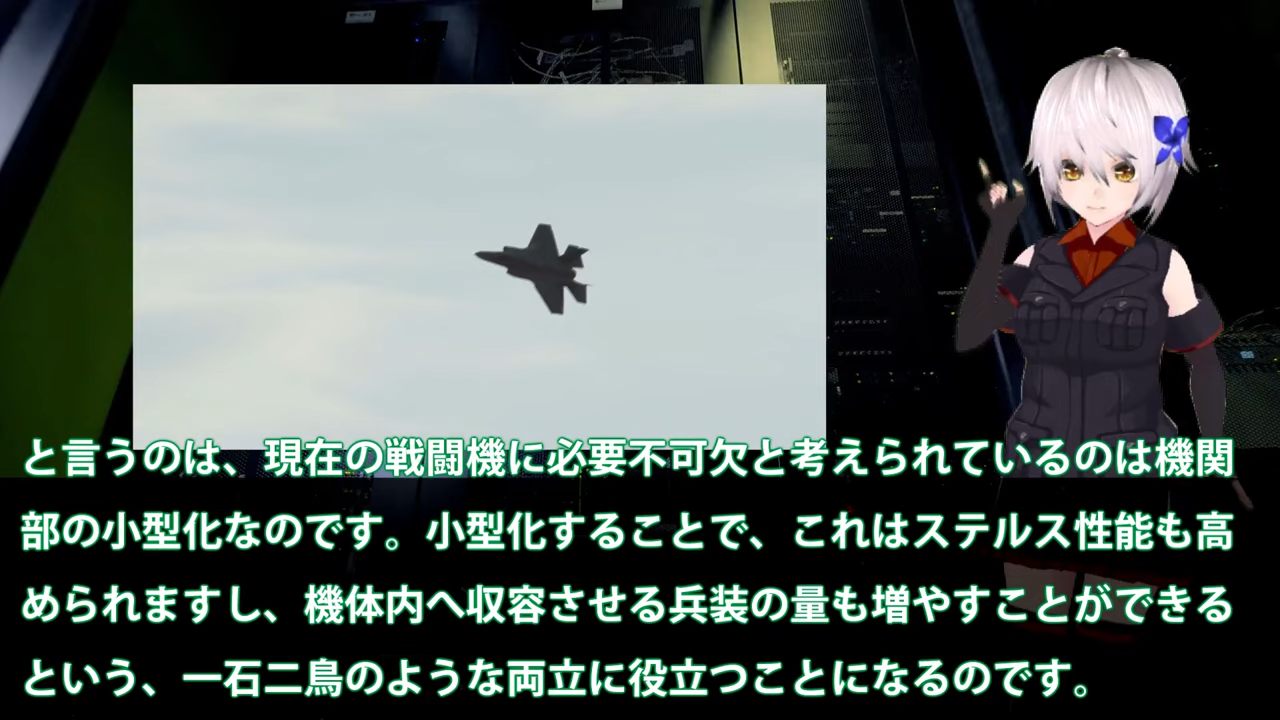 と言うのは、現在の戦闘機に必要不可欠と考えられているのは機関
部の小型化なのです。小型化することで、これはステルス性能も高
められますし、機体内へ収容させる兵装の量も増やすことができる
という、一石二鳥のような両立に役立つことになるのです。